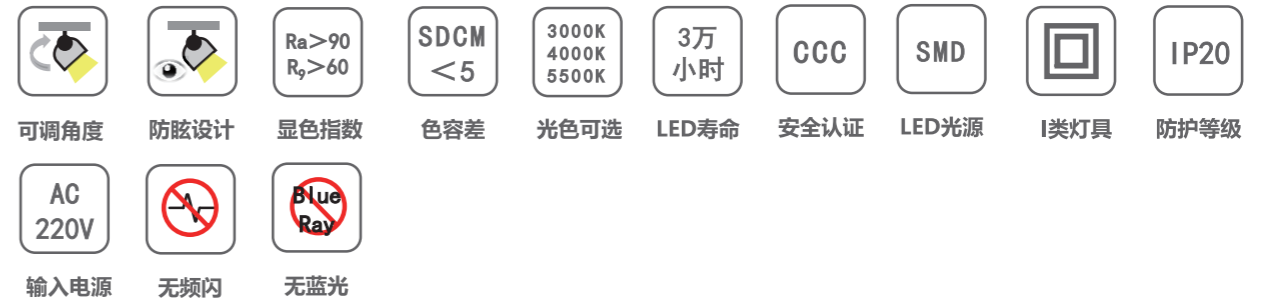 Ra>90
R₉>60
SDCM
<5
3000K
4000K
5500K
3万
小时
CCC
SMD
IP20
可调角度
防眩设计
显色指数
色容差
光色可选
LED寿命
安全认证
LED光源
I类灯具
防护等级
AC
220V
Blue
Ray
输入电源
无频闪
无蓝光